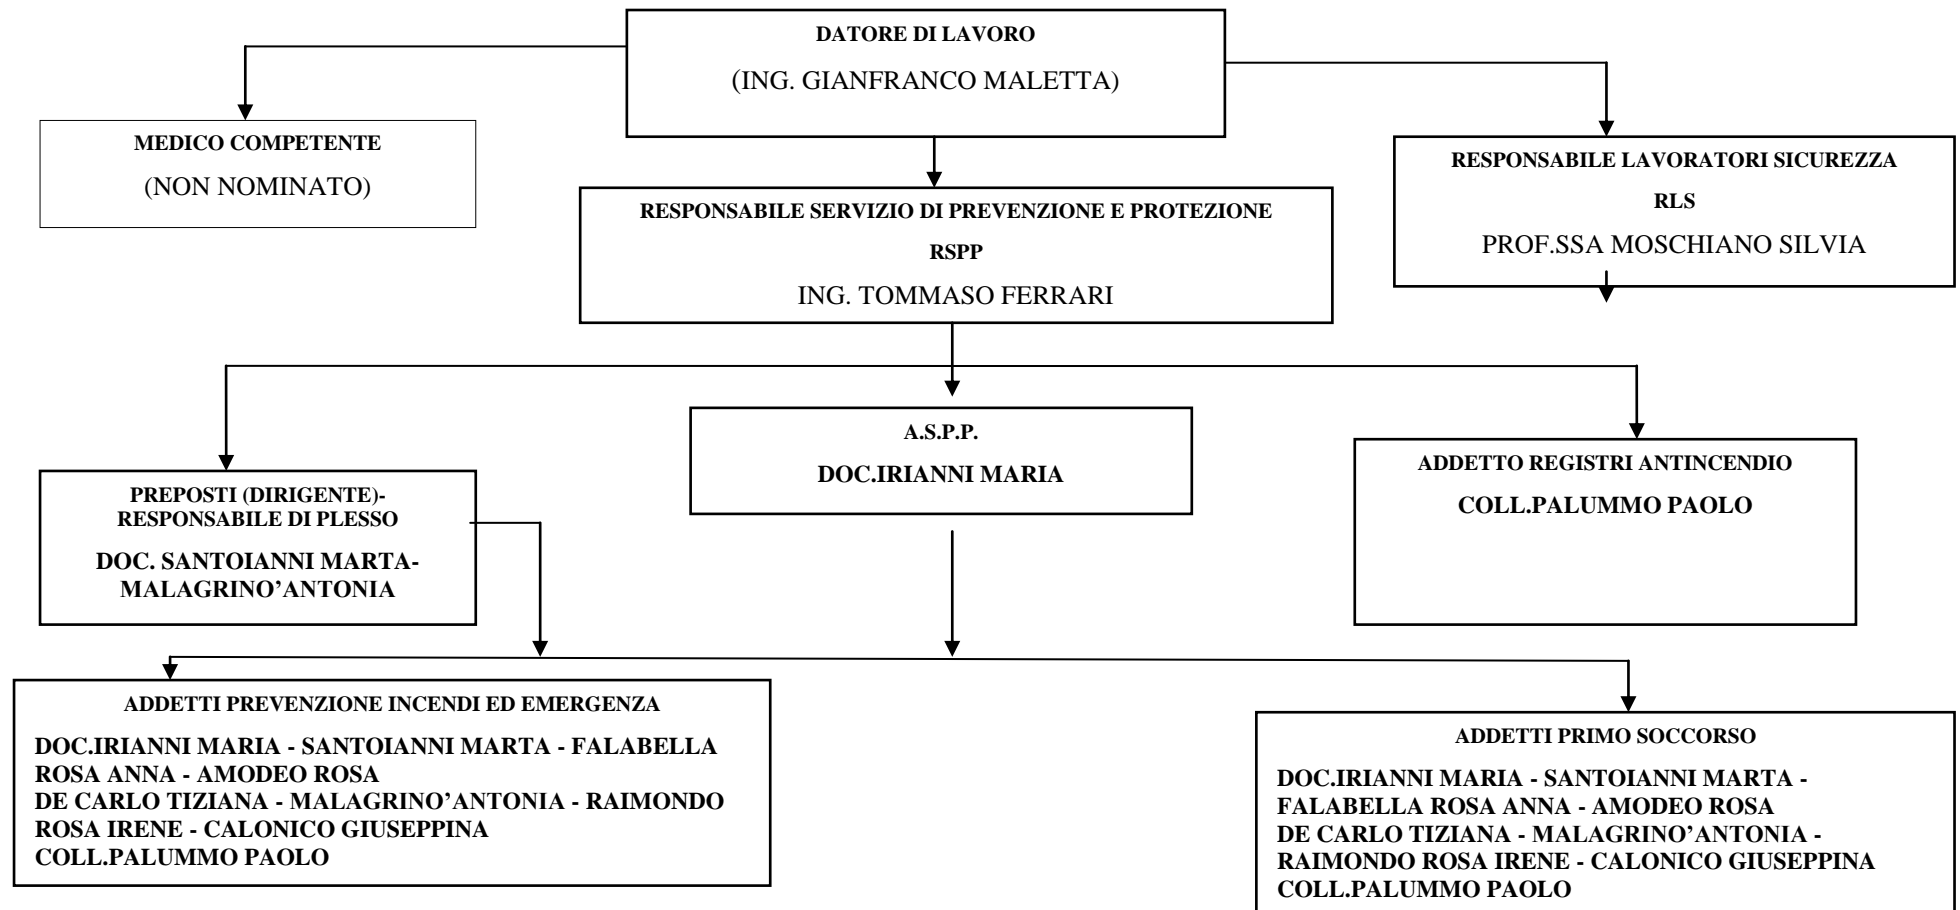 DATORE DI LAVORO
(ING. GIANFRANCO MALETTA)
MEDICO COMPETENTE
(NON NOMINATO)
RESPONSABILE LAVORATORI SICUREZZA
RLS
PROF.SSA MOSCHIANO SILVIA
RESPONSABILE SERVIZIO DI PREVENZIONE E PROTEZIONE
RSPP
ING. TOMMASO FERRARI
A.S.P.P.
DOC.IRIANNI MARIA
PREPOSTI (DIRIGENTE)-
RESPONSABILE DI PLESSO
DOC. SANTOIANNI MARTA-
MALAGRINO’ANTONIA
ADDETTO REGISTRI ANTINCENDIO
COLL.PALUMMO PAOLO
ADDETTI PREVENZIONE INCENDI ED EMERGENZA
DOC.IRIANNI MARIA - SANTOIANNI MARTA - FALABELLA
ROSA ANNA - AMODEO ROSA
DE CARLO TIZIANA - MALAGRINO’ANTONIA - RAIMONDO
ROSA IRENE - CALONICO GIUSEPPINA
COLL.PALUMMO PAOLO
ADDETTI PRIMO SOCCORSO
DOC.IRIANNI MARIA - SANTOIANNI MARTA -
FALABELLA ROSA ANNA - AMODEO ROSA
DE CARLO TIZIANA - MALAGRINO’ANTONIA -
RAIMONDO ROSA IRENE - CALONICO GIUSEPPINA
COLL.PALUMMO PAOLO